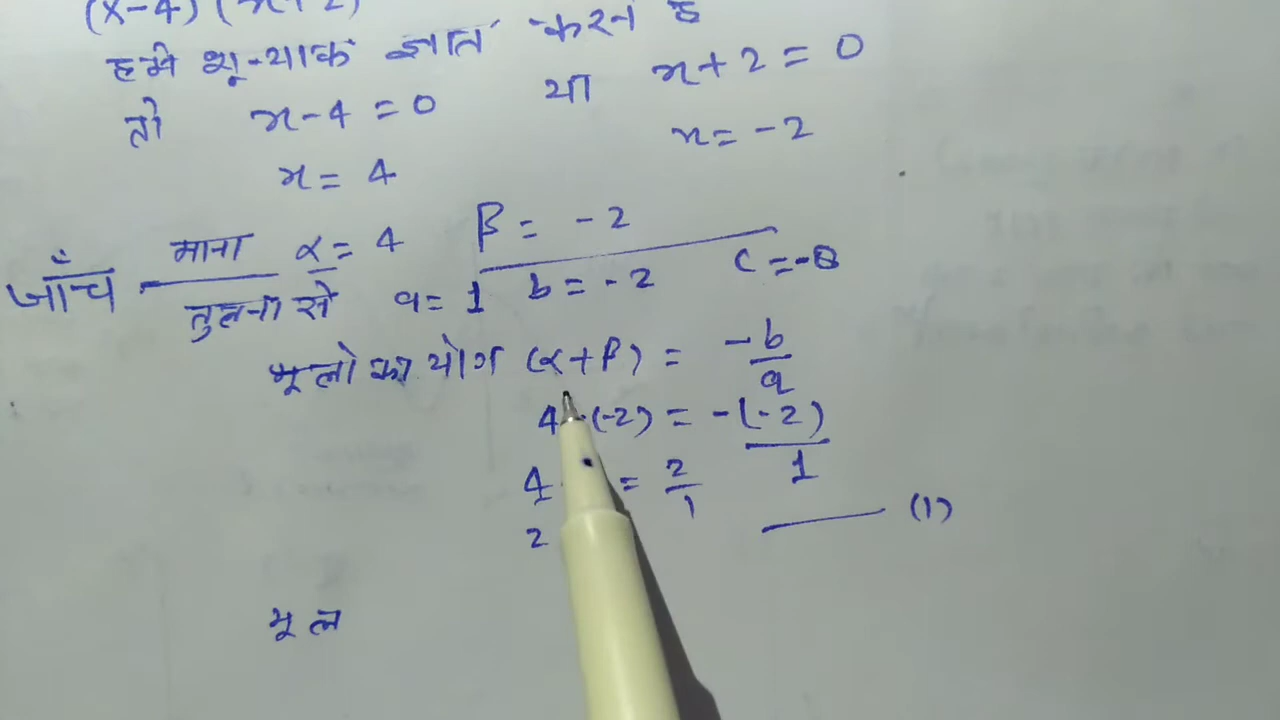 (x-4) (x+2)
हमे शून्यांक ज्ञात करना है
तो x-4 = 0 या x+2 = 0
x = 4 x = -2
जाँच माना α = 4 β = -2
तुलना से a = 1 b = -2 c = -8
मूलो का योग (α+β) = -b/a
4 (-2) = -(-2)/1
4 = 2/1
2 (1)
मूल